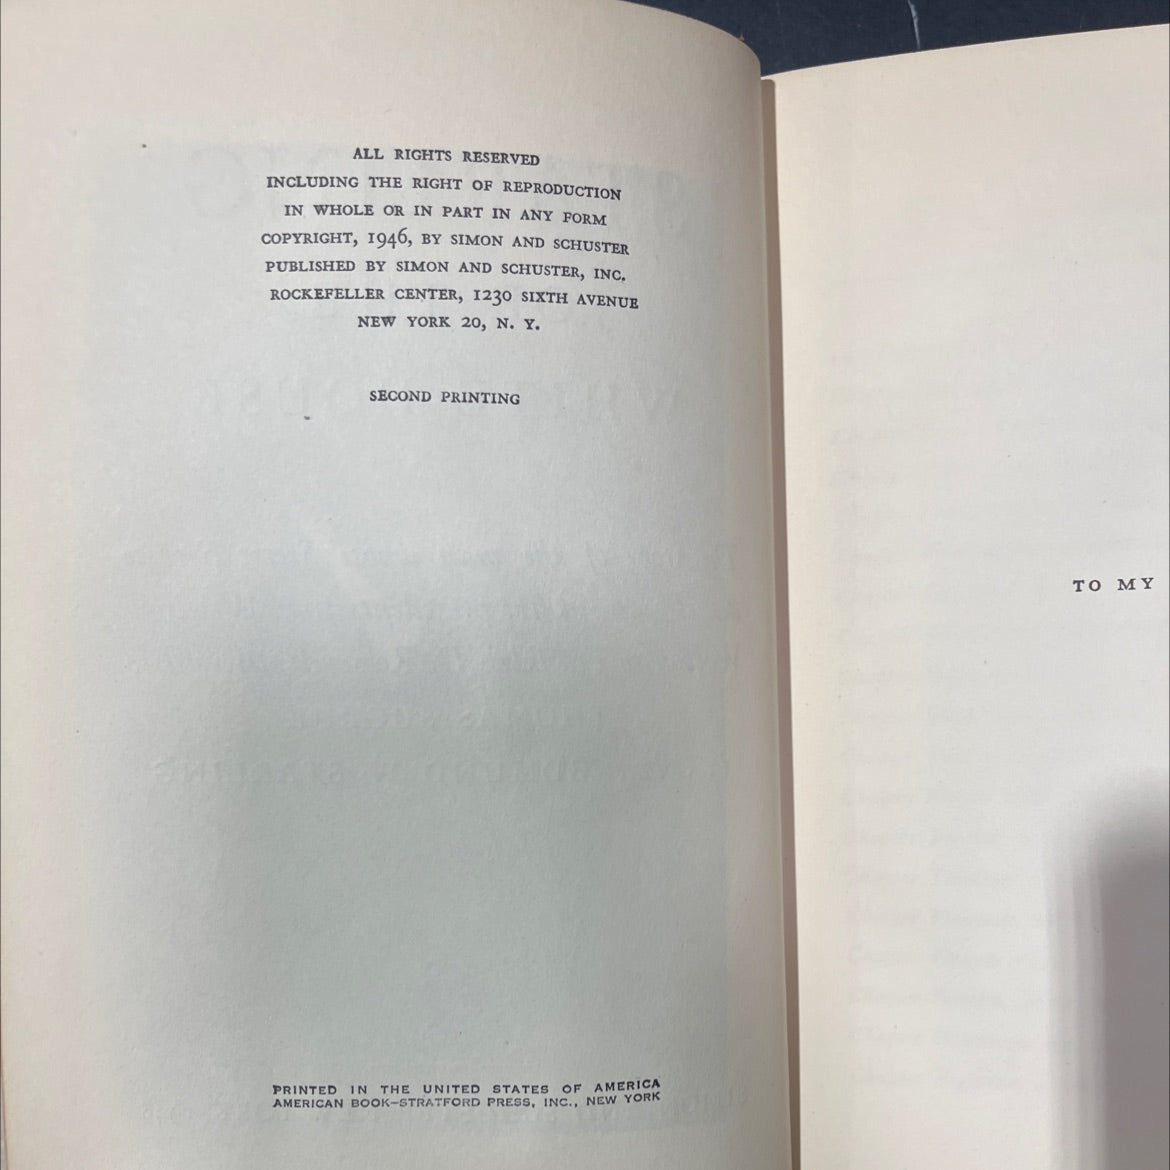 ALL RIGHTS RESERVED
INCLUDING THE RIGHT OF REPRODUCTION
IN WHOLE OR IN PART IN ANY FORM
COPYRIGHT, 1946, BY SIMON AND SCHUSTER
PUBLISHED BY SIMON AND SCHUSTER, INC.
ROCKEFELLER CENTER, 1230 SIXTH AVENUE
NEW YORK 20, N. Y.
SECOND PRINTING
PRINTED IN THE UNITED STATES OF AMERICA
AMERICAN BOOK–STRATFORD PRESS, INC., NEW YORK
TO MY